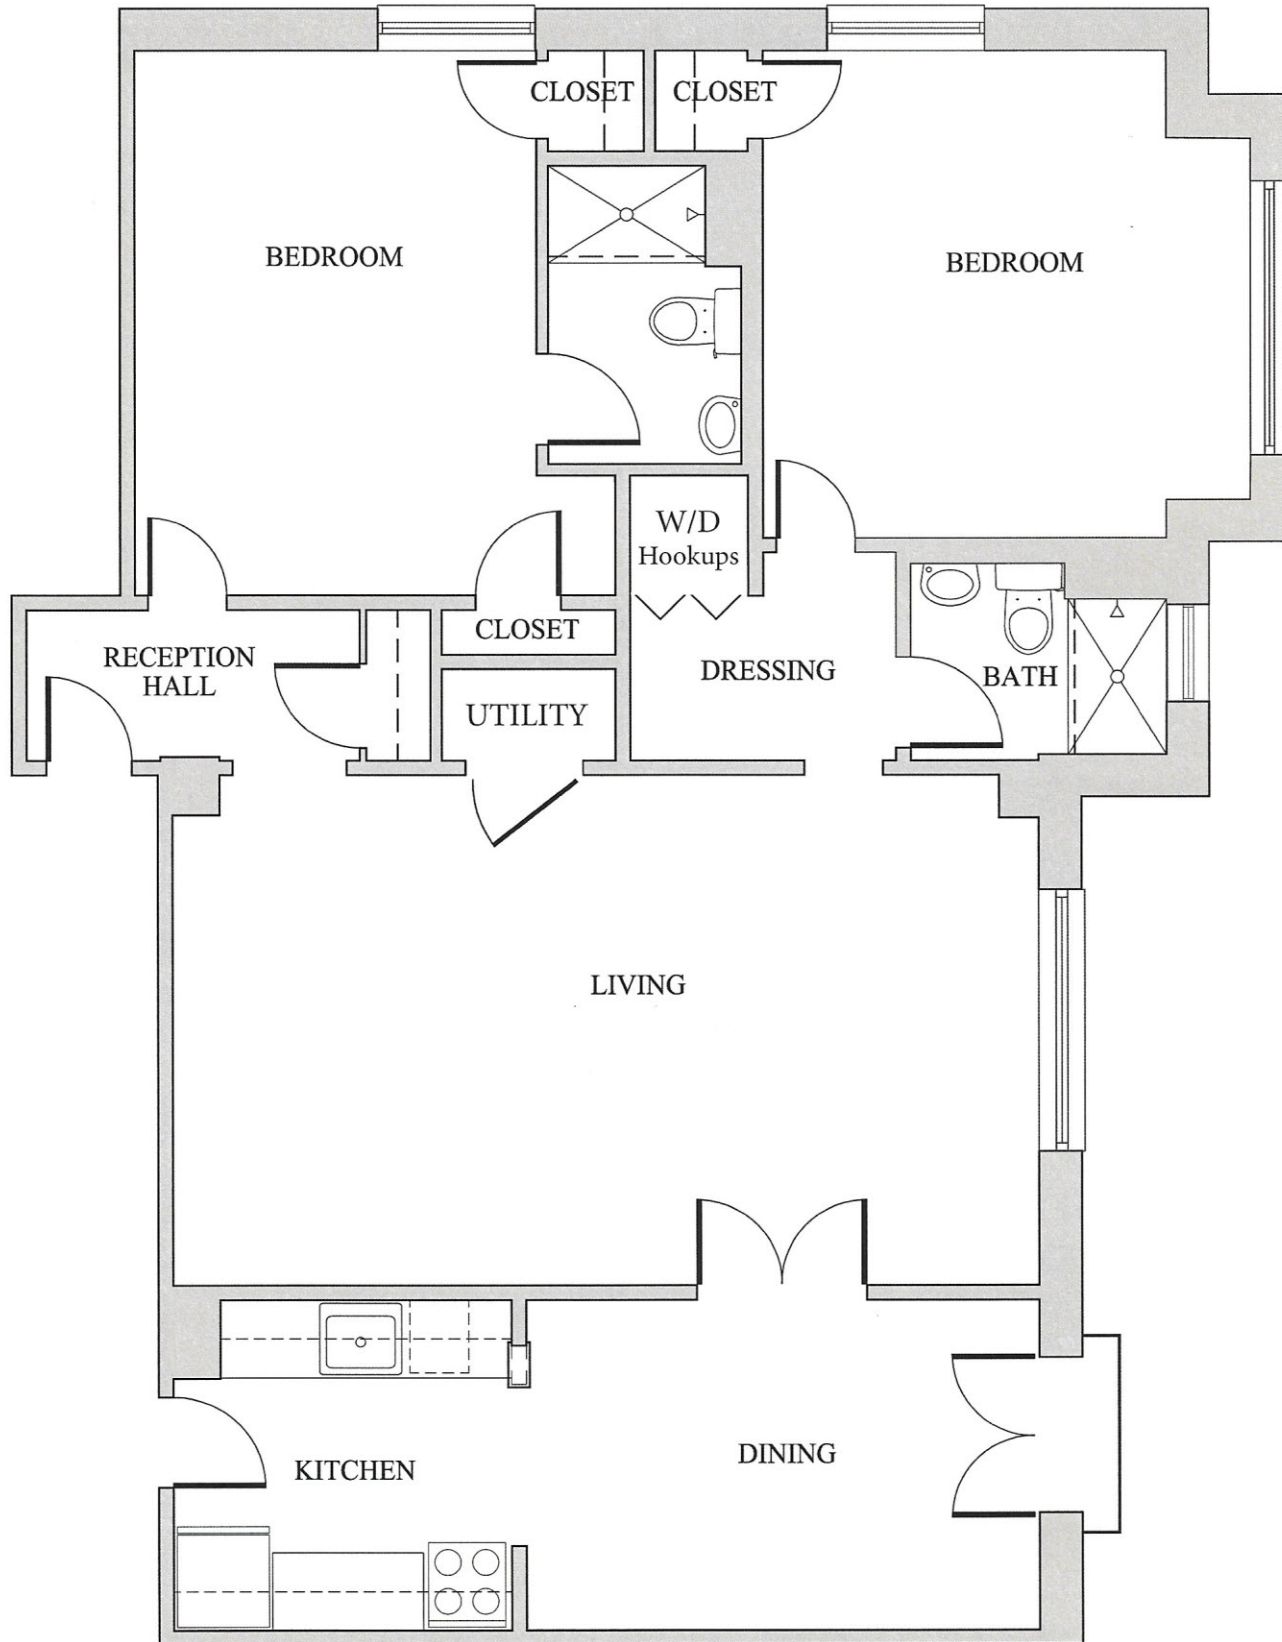 CLOSET
CLOSET
BEDROOM
BEDROOM
W/D
Hookups
CLOSET
RECEPTION
HALL
DRESSING
BATH
UTILITY
LIVING
KITCHEN
DINING